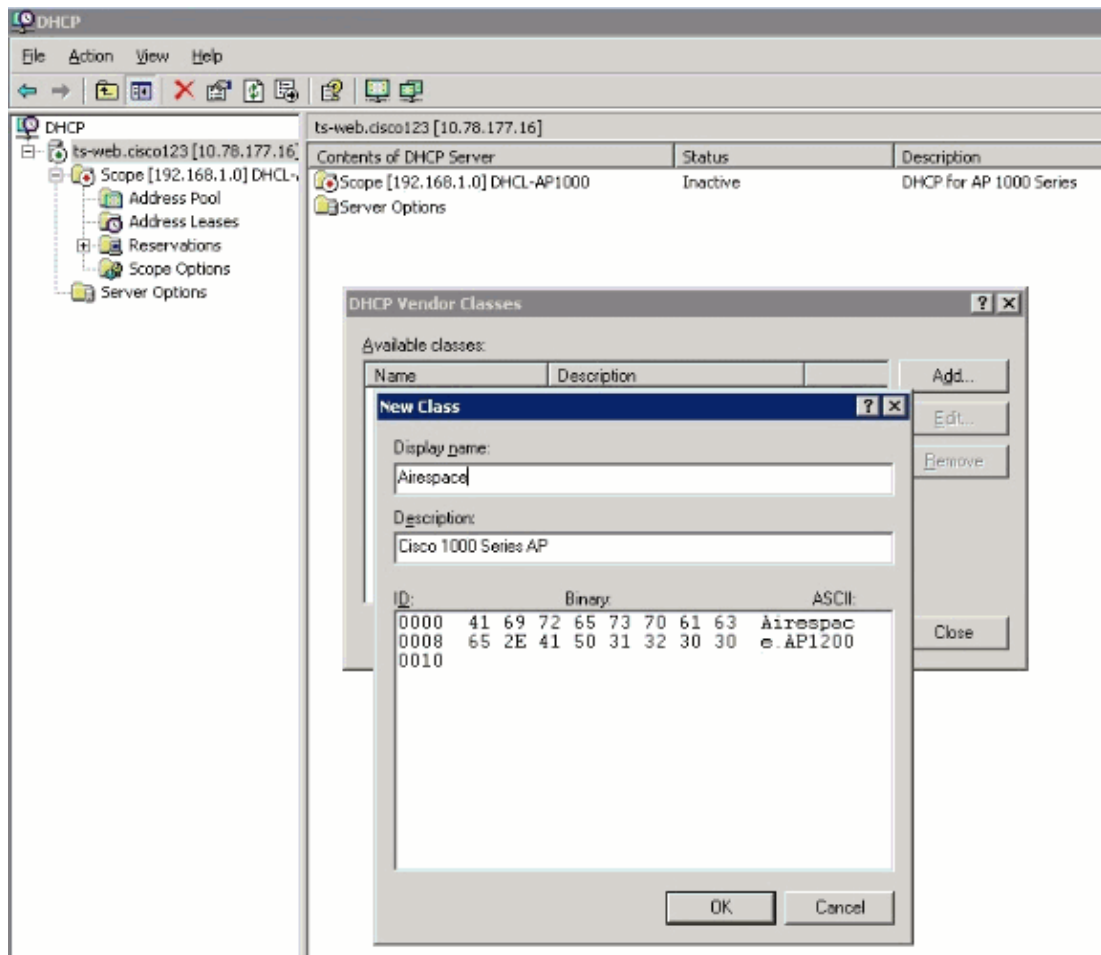 DHCP
File Action View Help
DHCP
ts-web.cisco123 [10.78.177.16]
Scope [192.168.1.0] DHCL-
Address Pool
Address Leases
Reservations
Scope Options
Server Options
ts-web.cisco123 [10.78.177.16]
Contents of DHCP Server Status Description
Scope [192.168.1.0] DHCL-AP1000 Inactive DHCP for AP 1000 Series
Server Options
DHCP Vendor Classes
Available classes:
Name Description
Add...
Edit...
Remove
Close
New Class
Display name:
Airespace
Description:
Cisco 1000 Series AP
ID: Binary: ASCII:
0000 41 69 72 65 73 70 61 63 Airespac
0008 65 2E 41 50 31 32 30 30 e.AP1200
0010
OK Cancel